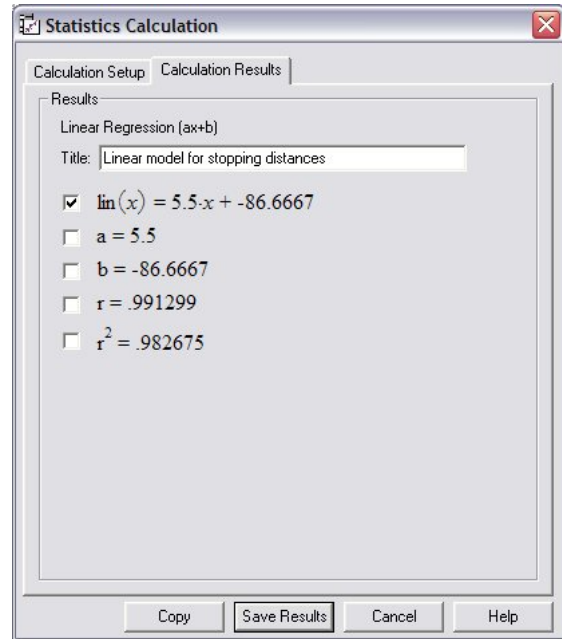 Statistics Calculation
Calculation Setup Calculation Results
Results
Linear Regression (ax+b)
Title: Linear model for stopping distances
lin(x) = 5.5·x + -86.6667
a = 5.5
b = -86.6667
r = .991299
r² = .982675
Copy Save Results Cancel Help